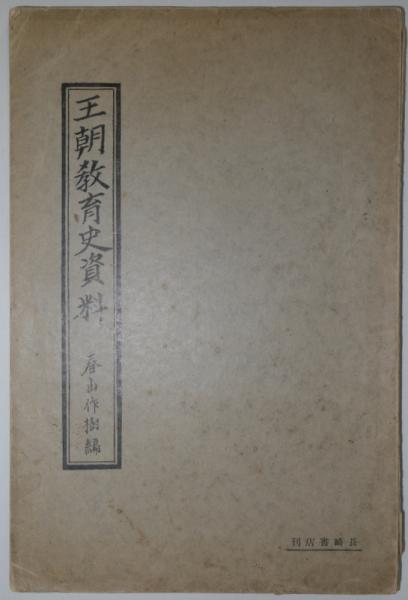 王朝教育史資料
春山作樹編
刊店書崎長